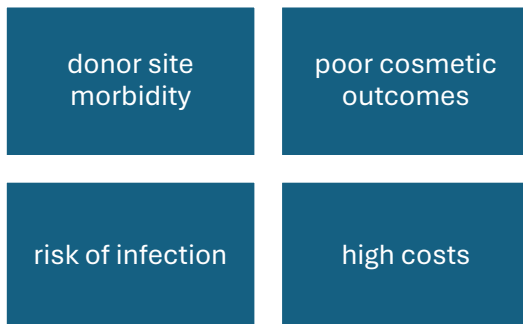 donor site
morbidity
poor cosmetic
outcomes
risk of infection
high costs